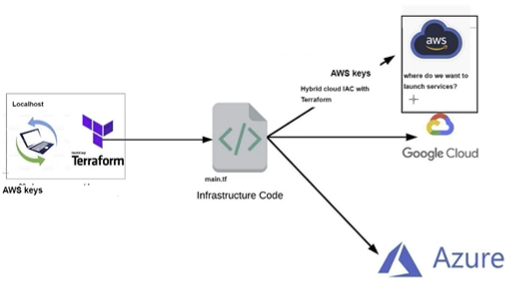 aws
where do we want to
launch services?
AWS keys
Hybrid cloud IAC with
Terraform
Localhost
Terraform
Google Cloud
main.tf
AWS keys
Infrastructure Code
Azure